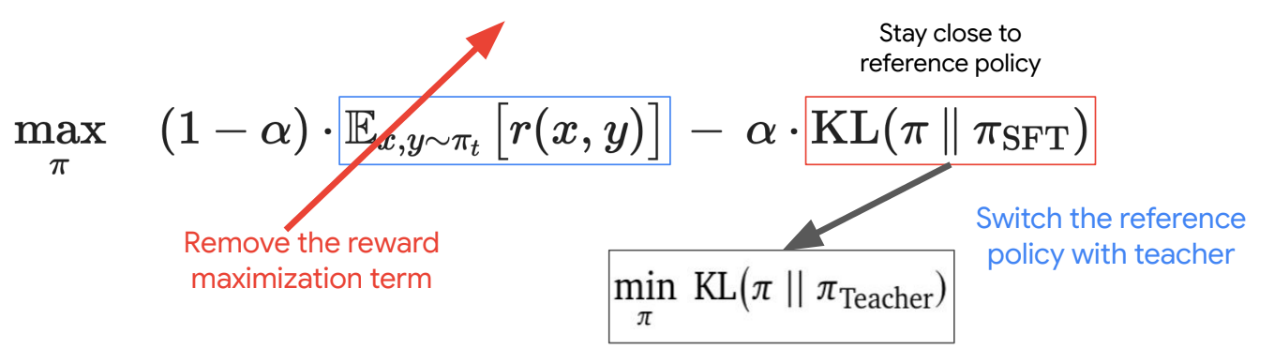 Stay close to
reference policy
max
π
(1 − α) · 𝔼x,y∼πt [r(x, y)] − α · KL(π ∥ πSFT)
Remove the reward
maximization term
Switch the reference
policy with teacher
min
π
KL(π || πTeacher)